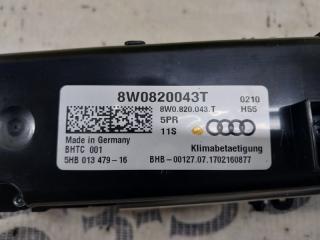 8W0820043T 0210
8W0.820.043.T H55
5PR
11S
Made in Germany
BHTC 001 Klimabetaetigung
5HB 013 479-16 BHB-00127.07.1702160877